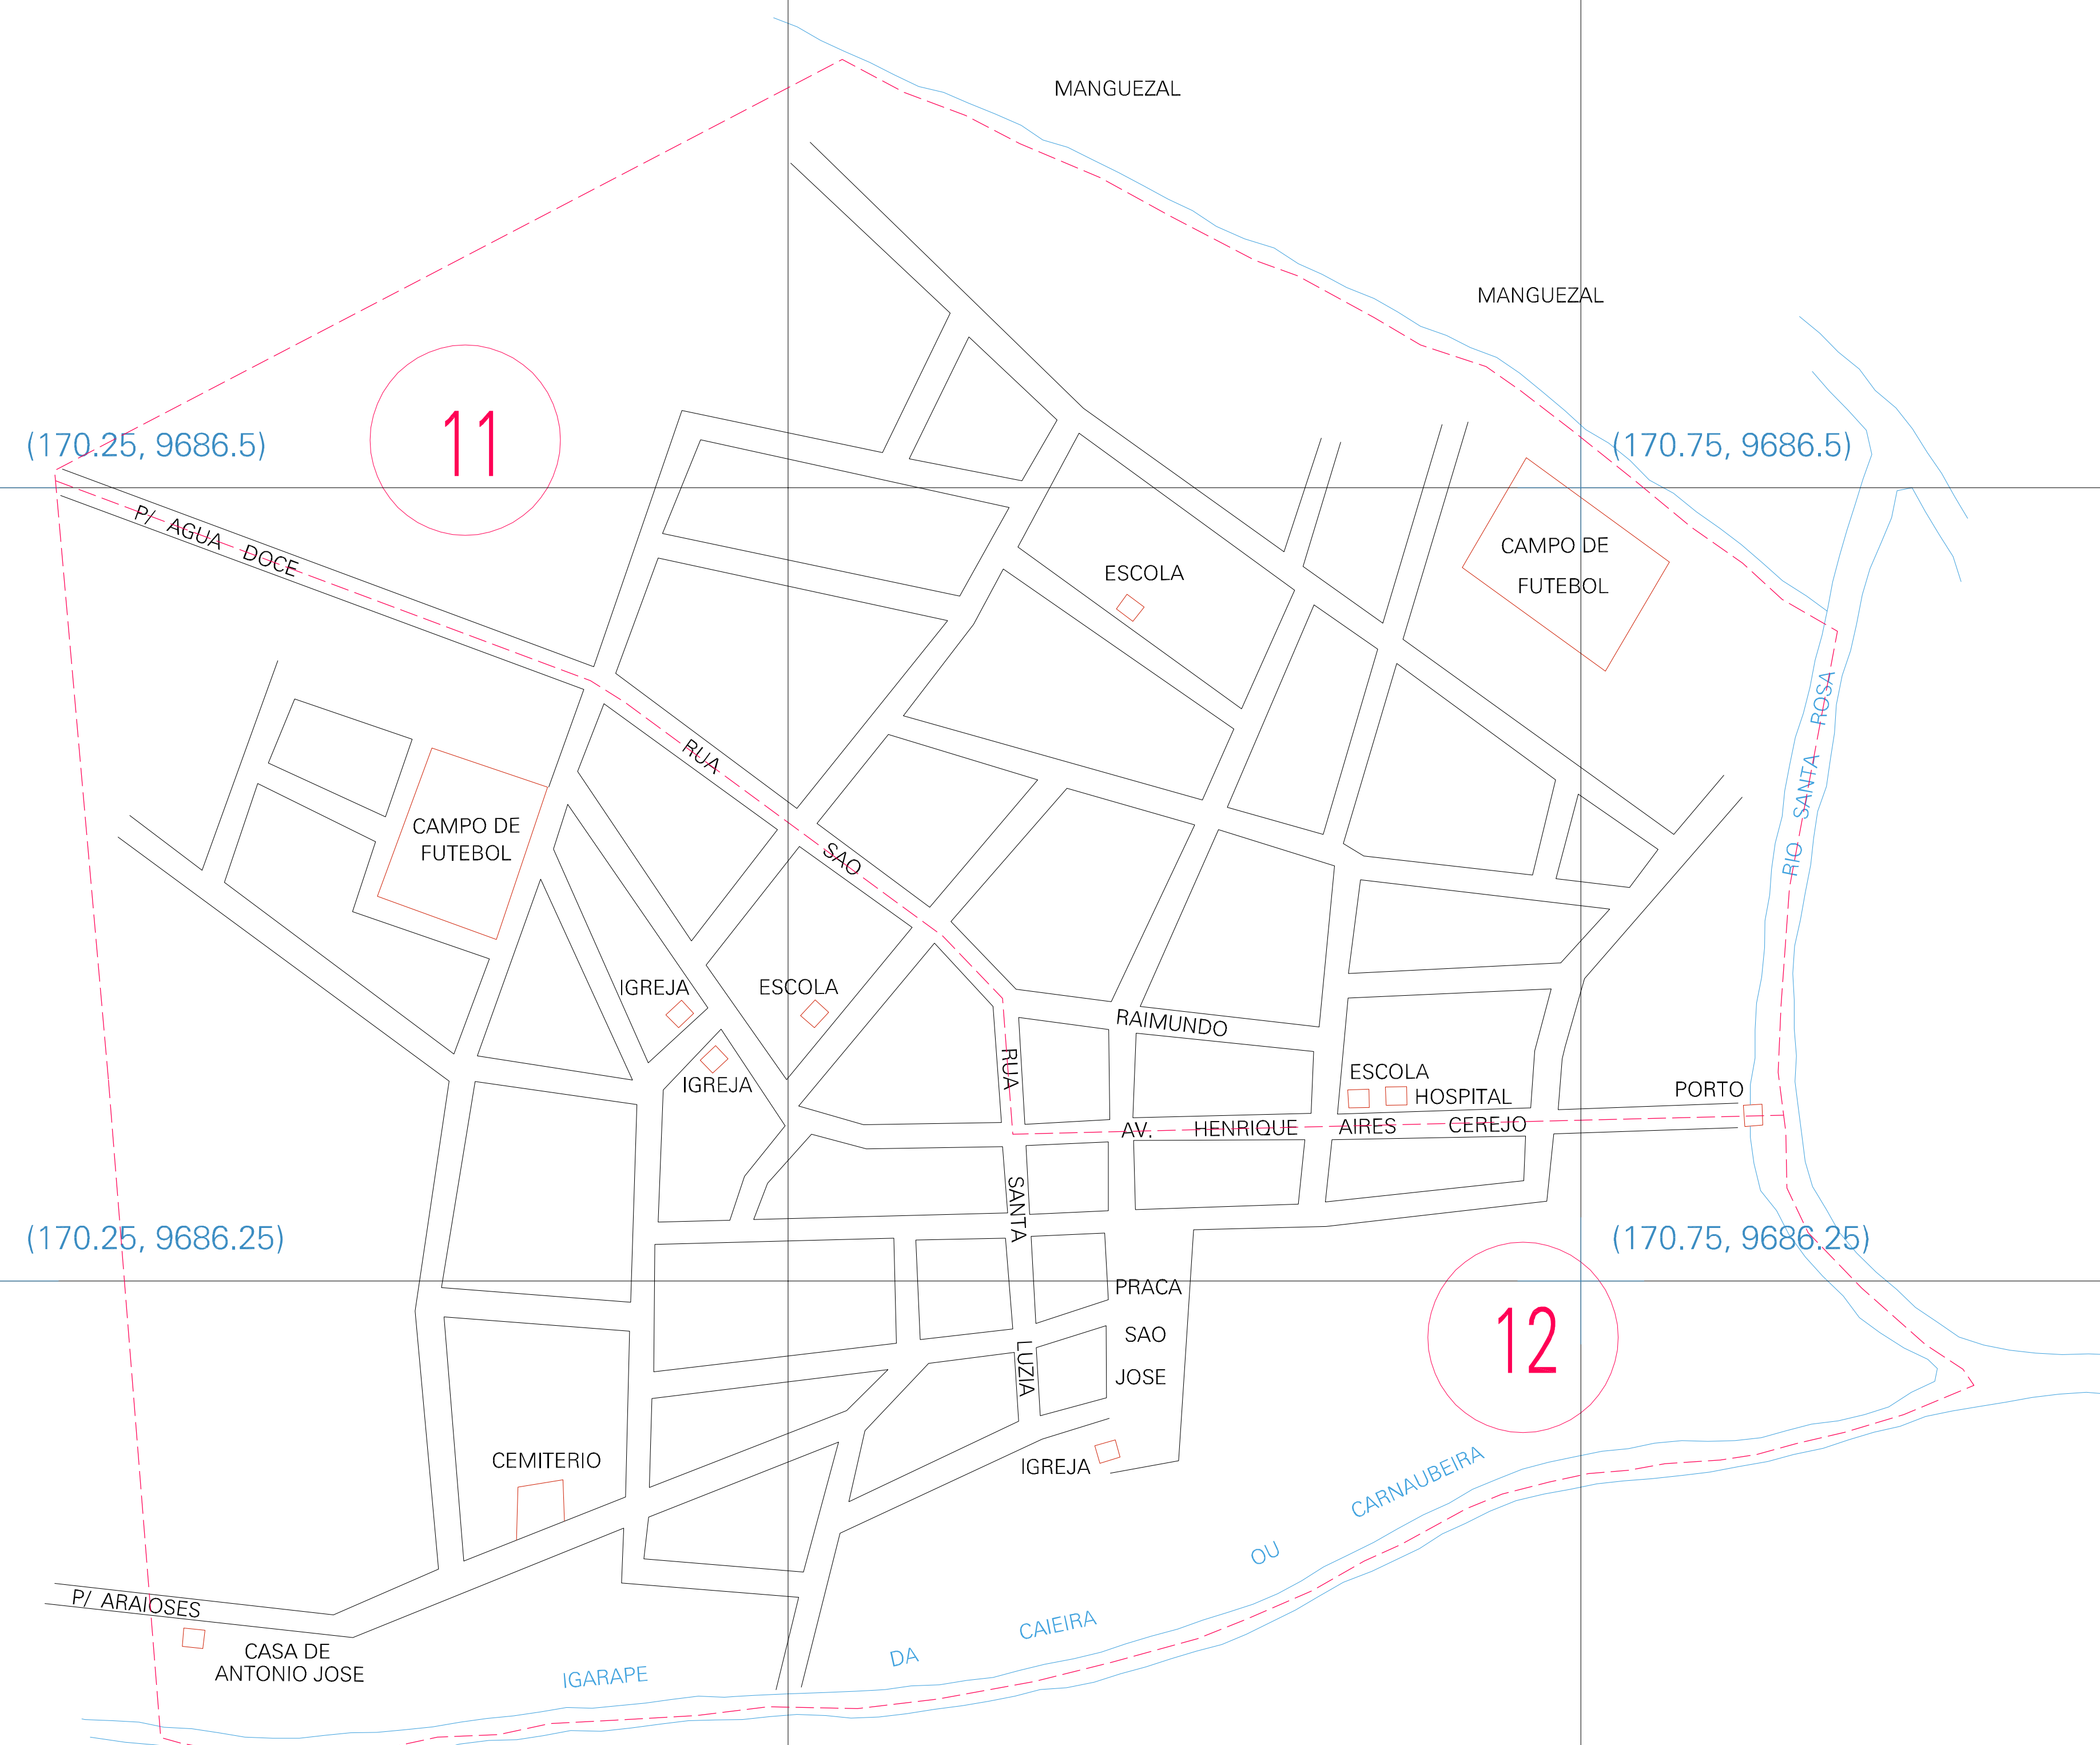 MANGUEZAL
MANGUEZAL
11
(170.25, 9686.5)
(170.75, 9686.5)
P/ AGUA DOCE
CAMPO DE
FUTEBOL
ESCOLA
RIO SANTA ROSA
RUA SAO
CAMPO DE
FUTEBOL
IGREJA
ESCOLA
RAIMUNDO
IGREJA
ESCOLA
HOSPITAL
PORTO
AV. HENRIQUE AIRES CEREJO
RUA SANTA LUZIA
(170.25, 9686.25)
(170.75, 9686.25)
PRACA
SAO
JOSE
12
CEMITERIO
IGREJA
P/ ARAIOSES
CASA DE
ANTONIO JOSE
IGARAPE DA CAIEIRA OU CARNAUBEIRA